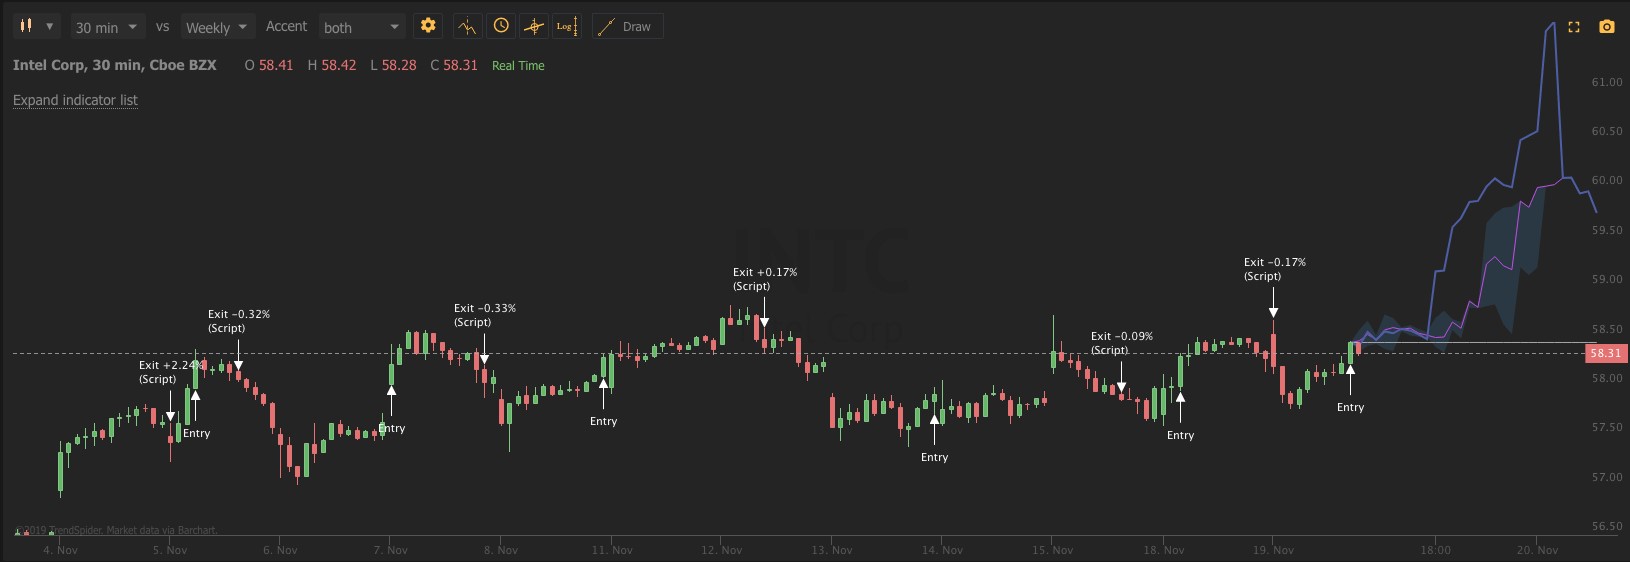 30 min vs Weekly Accent both Log Draw
Intel Corp, 30 min, Cboe BZX O 58.41 H 58.42 L 58.28 C 58.31 Real Time
Expand indicator list
INTC
Intel Corp
Exit +2.24%
(Script)
Entry
Exit -0.32%
(Script)
Entry
Exit -0.33%
(Script)
Entry
Exit +0.17%
(Script)
Entry
Exit -0.09%
(Script)
Entry
Exit -0.17%
(Script)
Entry
61.00
60.50
60.00
59.50
59.00
58.50
58.31
58.00
57.50
57.00
56.50
©2019 TrendSpider. Market data via Barchart.
4. Nov 5. Nov 6. Nov 7. Nov 8. Nov 11. Nov 12. Nov 13. Nov 14. Nov 15. Nov 18. Nov 19. Nov 18:00 20. Nov